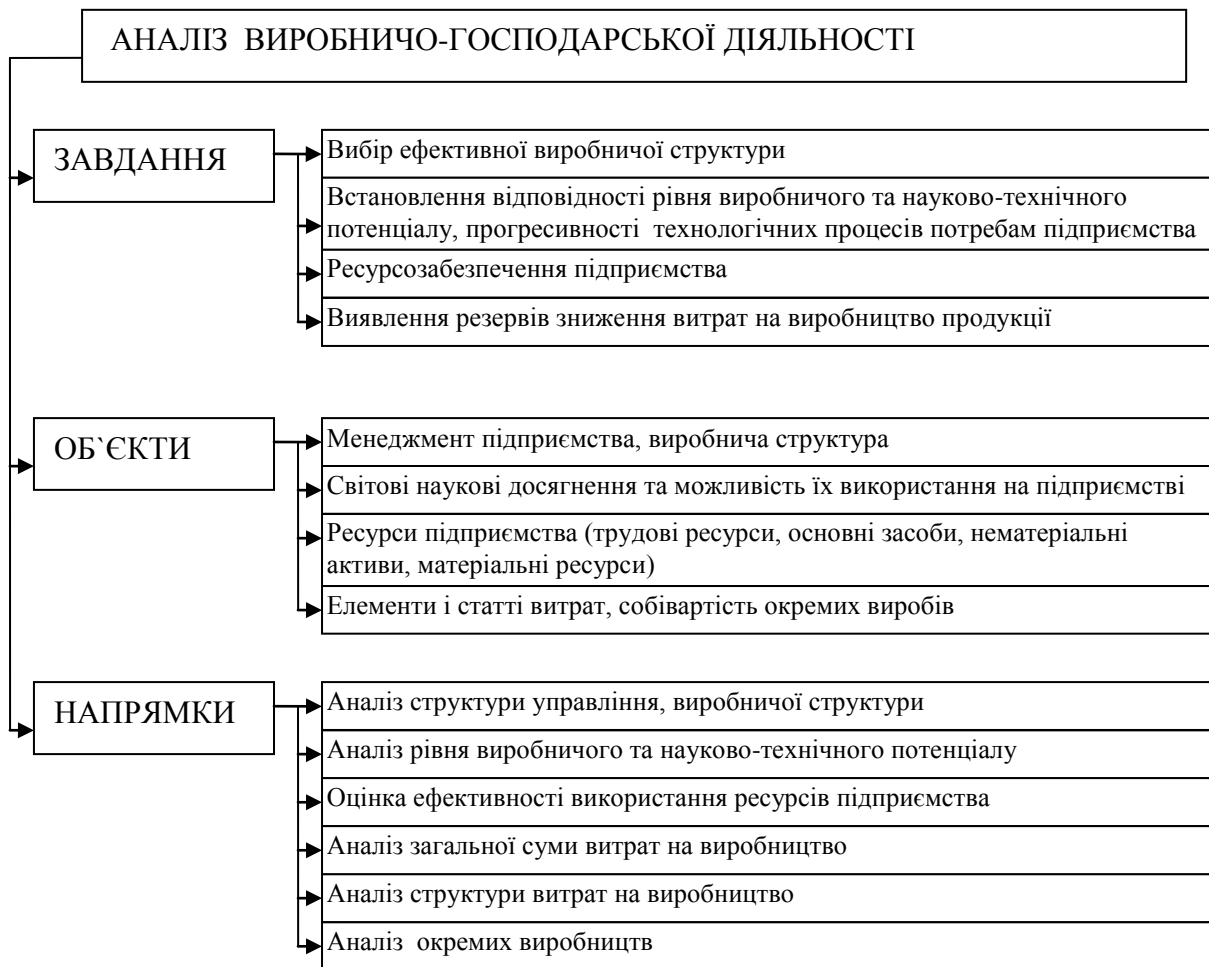 АНАЛІЗ ВИРОБНИЧО-ГОСПОДАРСЬКОЇ ДІЯЛЬНОСТІ
ЗАВДАННЯ
Вибір ефективної виробничої структури
Встановлення відповідності рівня виробничого та науково-технічного
потенціалу, прогресивності технологічних процесів потребам підприємства
Ресурсозабезпечення підприємства
Виявлення резервів зниження витрат на виробництво продукції
ОБ`ЄКТИ
Менеджмент підприємства, виробнича структура
Світові наукові досягнення та можливість їх використання на підприємстві
Ресурси підприємства (трудові ресурси, основні засоби, нематеріальні
активи, матеріальні ресурси)
Елементи і статті витрат, собівартість окремих виробів
НАПРЯМКИ
Аналіз структури управління, виробничої структури
Аналіз рівня виробничого та науково-технічного потенціалу
Оцінка ефективності використання ресурсів підприємства
Аналіз загальної суми витрат на виробництво
Аналіз структури витрат на виробництво
Аналіз окремих виробництв